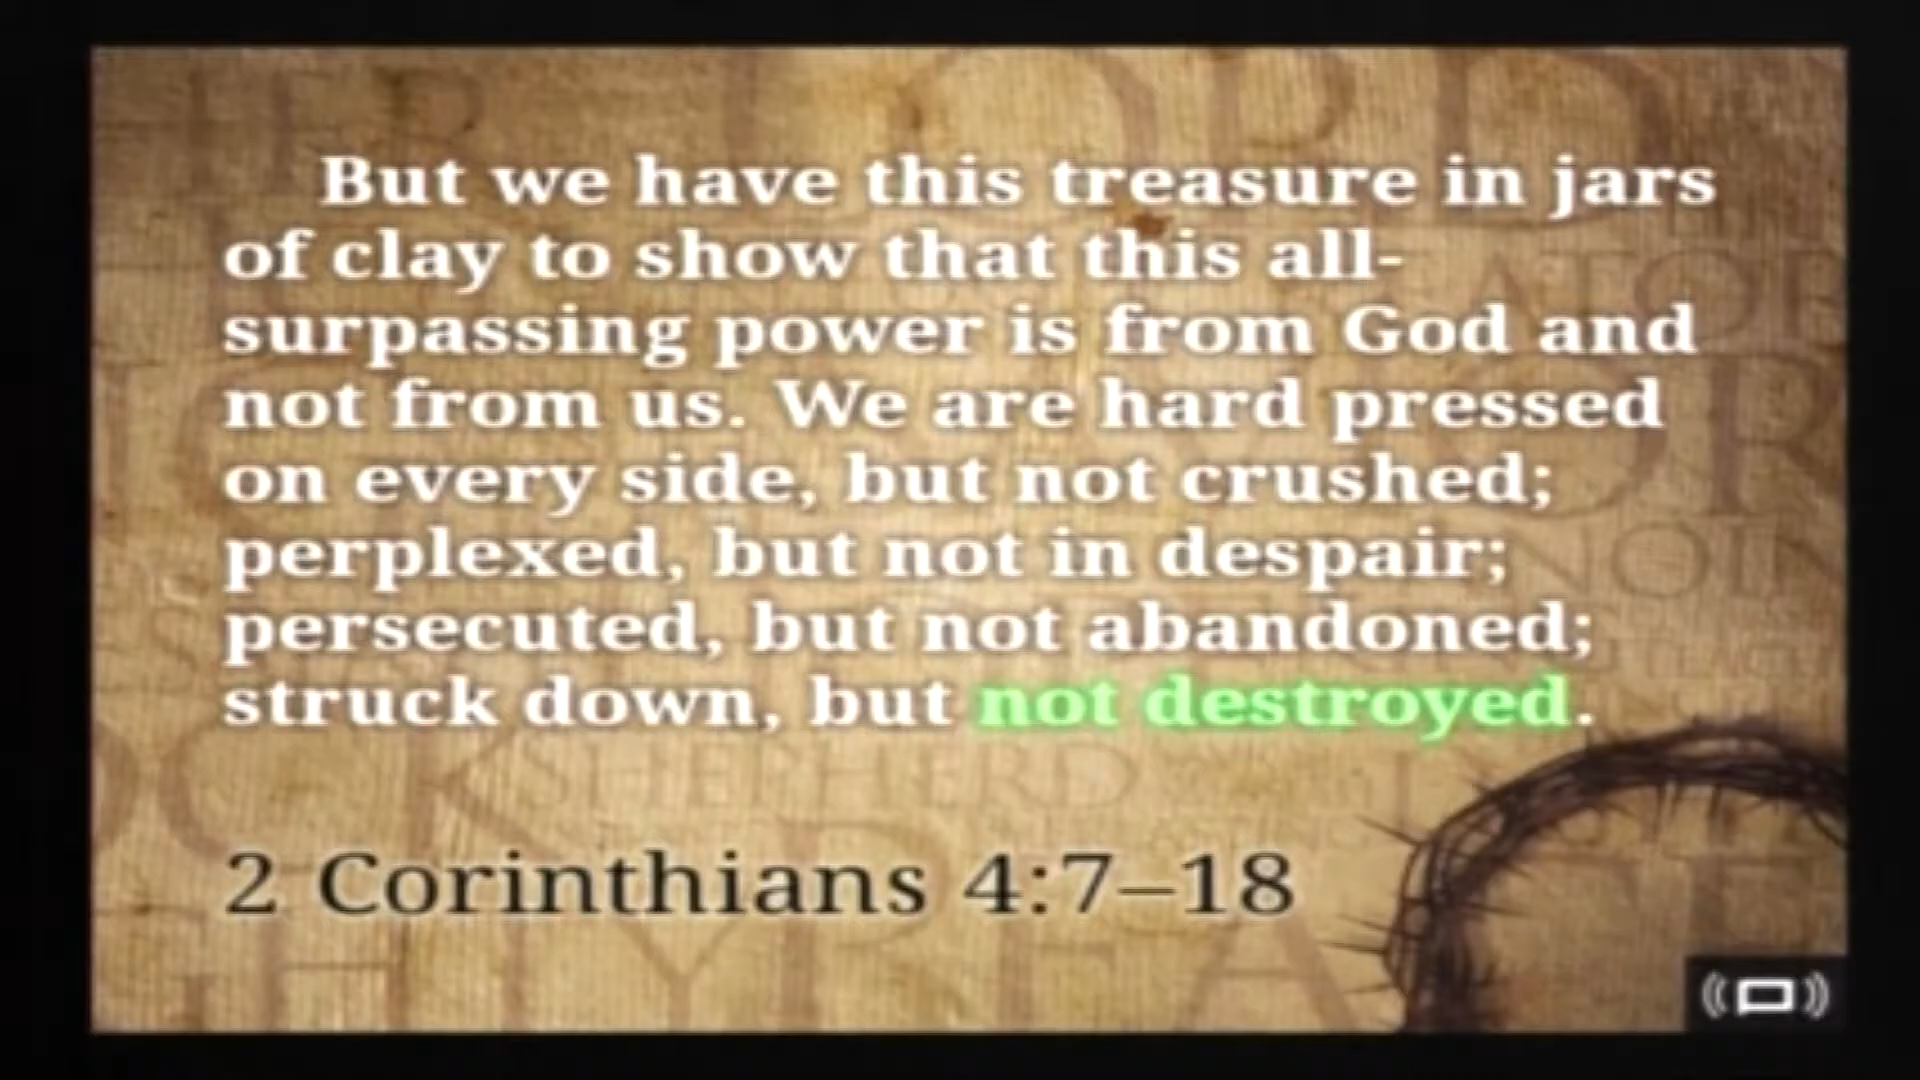 But we have this treasure in jars
of clay to show that this all-
surpassing power is from God and
not from us. We are hard pressed
on every side, but not crushed;
perplexed, but not in despair;
persecuted, but not abandoned;
struck down, but not destroyed.
SHEPHERD
2 Corinthians 4:7–18